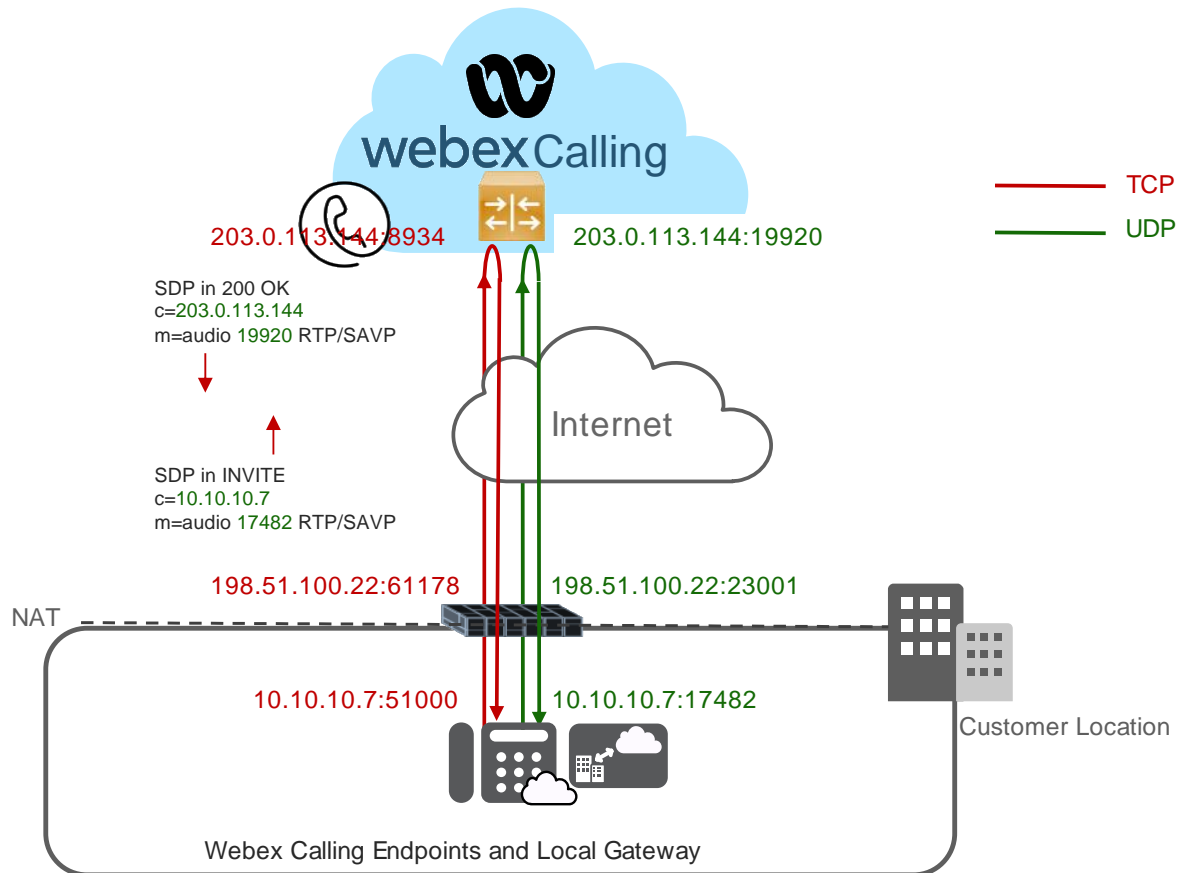 webex Calling
TCP
UDP
203.0.113.144:8934
203.0.113.144:19920
SDP in 200 OK
c=203.0.113.144
m=audio 19920 RTP/SAVP
Internet
SDP in INVITE
c=10.10.10.7
m=audio 17482 RTP/SAVP
198.51.100.22:61178
198.51.100.22:23001
NAT
10.10.10.7:51000
10.10.10.7:17482
Customer Location
Webex Calling Endpoints and Local Gateway